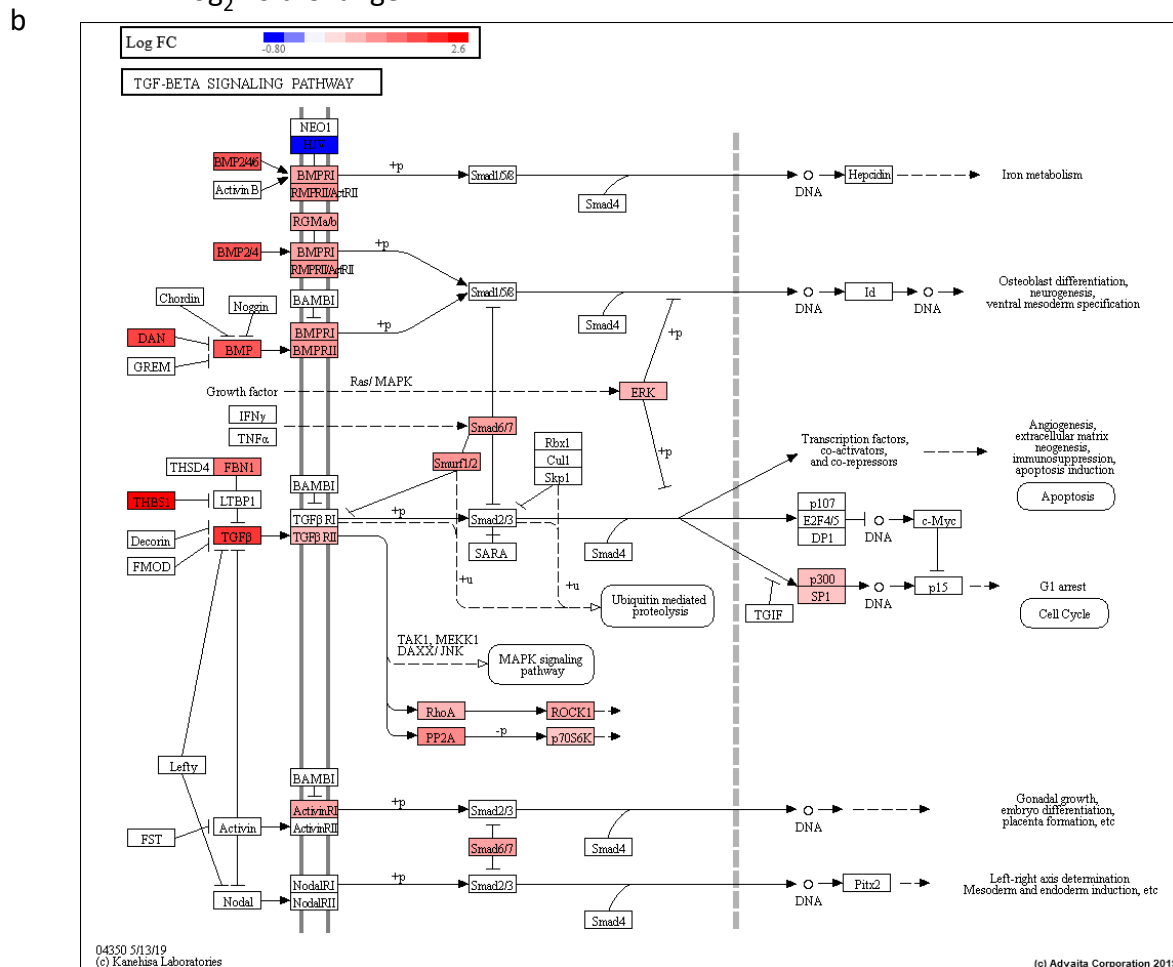 b
Log FC
-0.80
2.6
TGF-BETA SIGNALING PATHWAY
NEO1
HJV
BMP2/4/6
Activin B
BMPRI
+p
Smad1/5/8
Smad4
DNA
Hepcidin
Iron metabolism
RGMa/b
BMP2/4
BMPRI
+p
Smad1/5/8
Smad4
DNA
Id
DNA
Osteoblast differentiation,
neurogenesis,
ventral mesoderm specification
BAMBI
Chordin
Noggin
DAN
GREM
BMP
BMPRI
BMPRII
+p
+p
Growth factor
Ras/ MAPK
ERK
IFNγ
TNFα
Smad6/7
Smurf1/2
Rbx1
Cul1
Skp1
+p
Transcription factors,
co-activators,
and co-repressors
Angiogenesis,
extracellular matrix
neogenesis,
immunosuppression,
apoptosis induction
Apoptosis
THSD4
FBN1
THBS1
LTBP1
BAMBI
Decorin
FMOD
TGFβ
TGFβ RI
TGFβ RII
+p
Smad2/3
SARA
Smad4
p107
E2F4/5
DP1
DNA
c-Myc
p300
SP1
DNA
p15
TGIF
G1 arrest
Cell Cycle
+u
+u
Ubiquitin mediated
proteolysis
TAK1, MEKK1
DAXX/ JNK
MAPK signaling
pathway
RhoA
ROCK1
PP2A
-p
p70S6K
Lefty
BAMBI
FST
Activin
ActivinRI
ActivinRII
+p
Smad2/3
Smad4
DNA
Gonadal growth,
embryo differentiation,
placenta formation, etc
Smad6/7
Nodal
NodalRI
NodalRII
+p
Smad2/3
Smad4
DNA
Pitx2
Left-right axis determination
Mesoderm and endoderm induction, etc
04350 5/13/19
(c) Kanehisa Laboratories
(c) Advaita Corporation